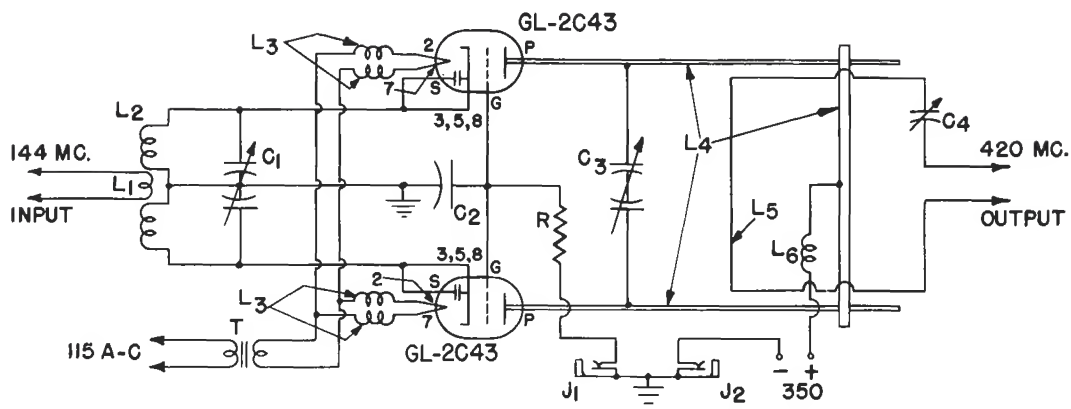 GL-2C43
L3
2
P
7
S
G
3,5,8
L2
144 MC.
L1
INPUT
C1
C2
R
C3
L4
C4
420 MC.
OUTPUT
L5
L6
3,5,8
G
2
S
L3
7
P
T
GL-2C43
115 A-C
J1
J2
- +
350